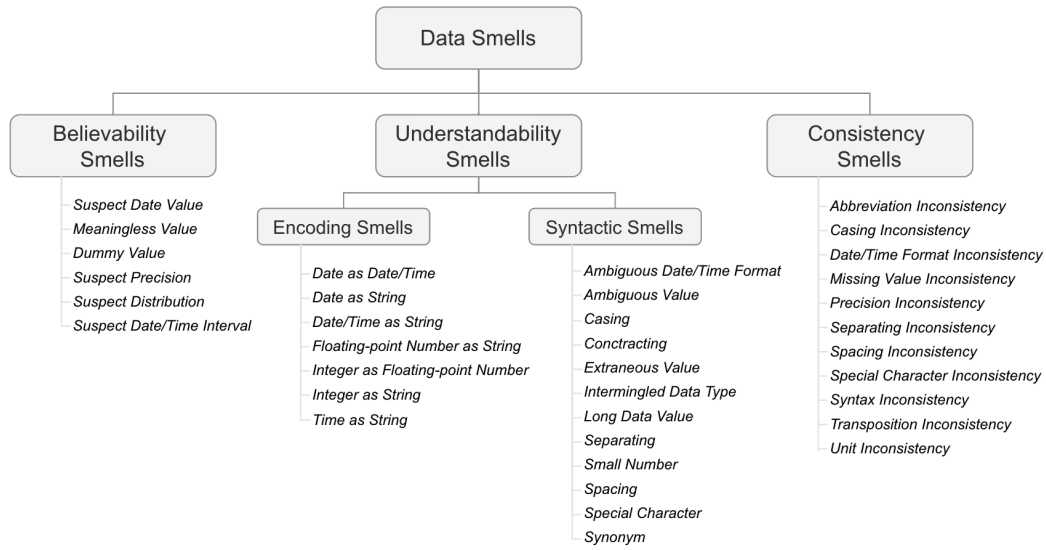 Data Smells
Believability
Smells
Suspect Date Value
Meaningless Value
Dummy Value
Suspect Precision
Suspect Distribution
Suspect Date/Time Interval
Understandability
Smells
Encoding Smells
Date as Date/Time
Date as String
Date/Time as String
Floating-point Number as String
Integer as Floating-point Number
Integer as String
Time as String
Syntactic Smells
Ambiguous Date/Time Format
Ambiguous Value
Casing
Conctracting
Extraneous Value
Intermingled Data Type
Long Data Value
Separating
Small Number
Spacing
Special Character
Synonym
Consistency
Smells
Abbreviation Inconsistency
Casing Inconsistency
Date/Time Format Inconsistency
Missing Value Inconsistency
Precision Inconsistency
Separating Inconsistency
Spacing Inconsistency
Special Character Inconsistency
Syntax Inconsistency
Transposition Inconsistency
Unit Inconsistency